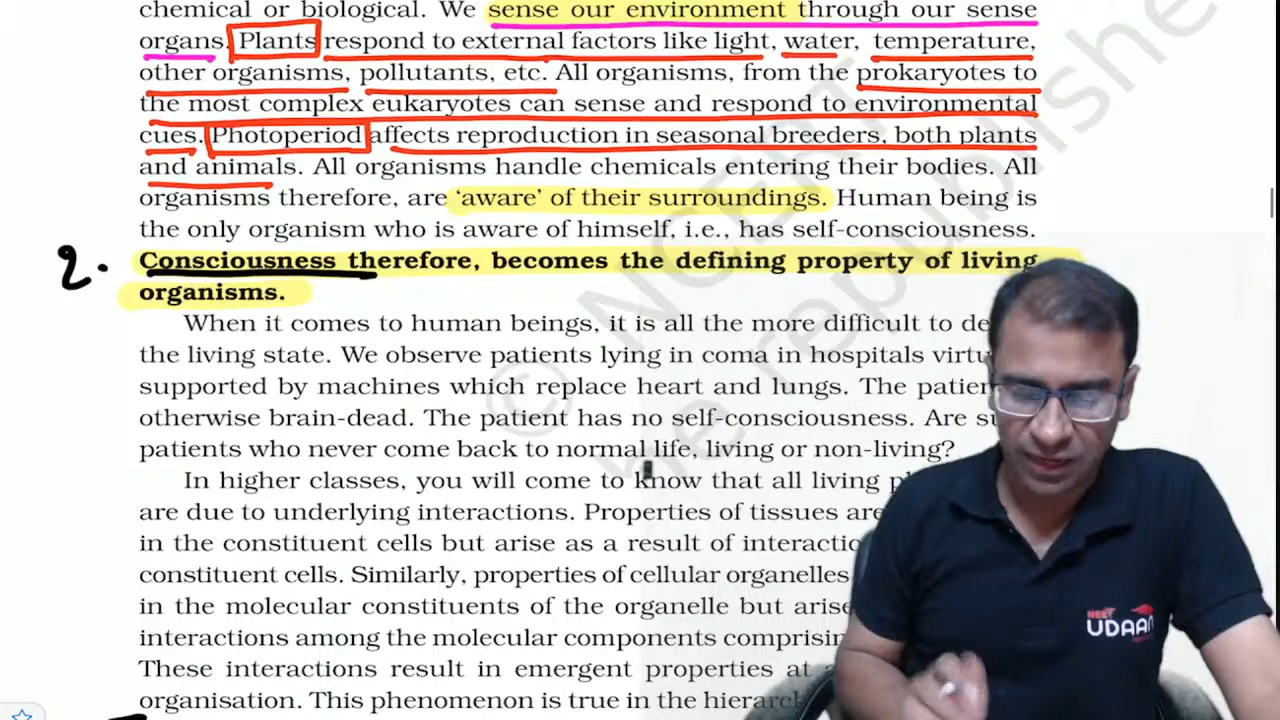 chemical or biological. We sense our environment through our sense
organs. Plants respond to external factors like light, water, temperature,
other organisms, pollutants, etc. All organisms, from the prokaryotes to
the most complex eukaryotes can sense and respond to environmental
cues. Photoperiod affects reproduction in seasonal breeders, both plants
and animals. All organisms handle chemicals entering their bodies. All
organisms therefore, are ‘aware’ of their surroundings. Human being is
the only organism who is aware of himself, i.e., has self-consciousness.
2. Consciousness therefore, becomes the defining property of living
organisms.
When it comes to human beings, it is all the more difficult to de
the living state. We observe patients lying in coma in hospitals virtu
supported by machines which replace heart and lungs. The patien
otherwise brain-dead. The patient has no self-consciousness. Are su
patients who never come back to normal life, living or non-living?
In higher classes, you will come to know that all living p
are due to underlying interactions. Properties of tissues are
in the constituent cells but arise as a result of interactio
constituent cells. Similarly, properties of cellular organelles
in the molecular constituents of the organelle but arise
interactions among the molecular components comprisin
These interactions result in emergent properties at a
organisation. This phenomenon is true in the hierarc
© NCERT
be republished
NEET
UDAAN